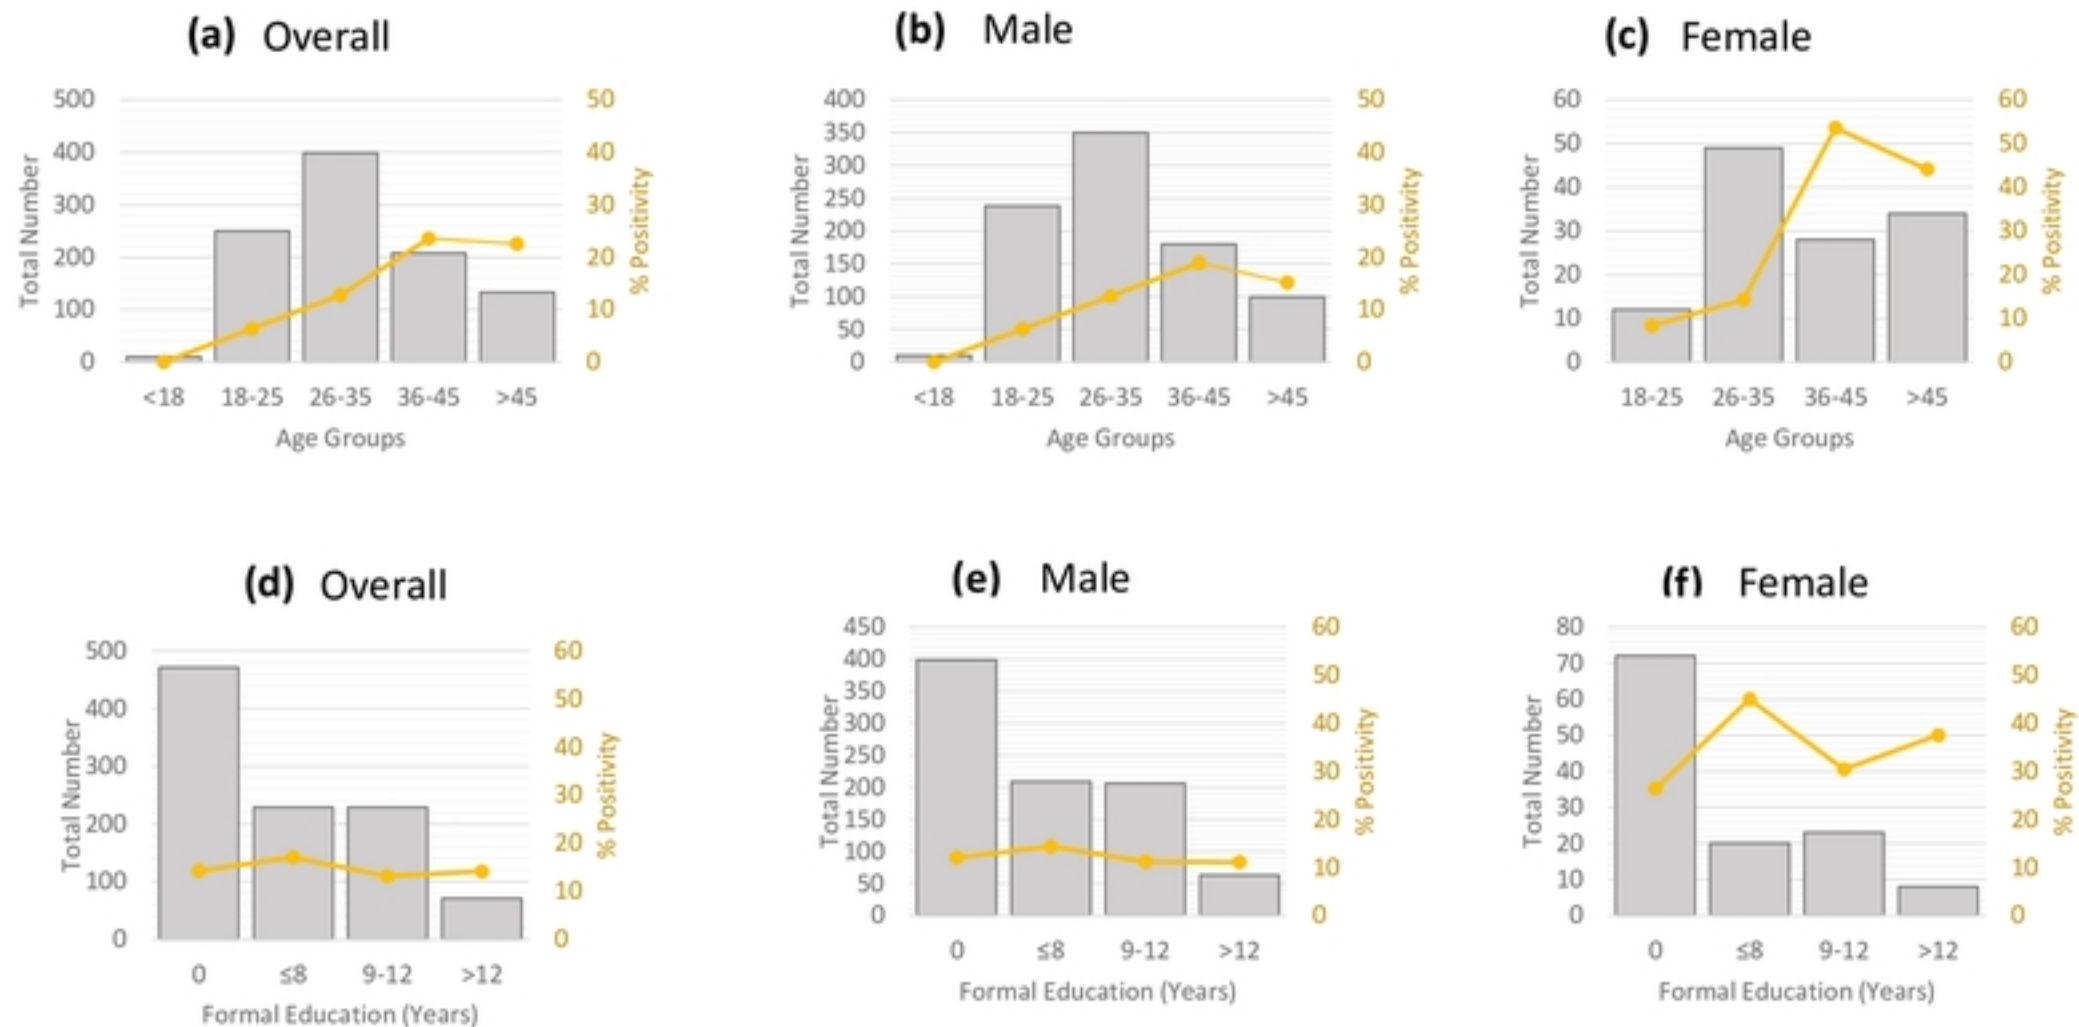 (a) Overall
500
400
300
200
100
0
Total Number
50
40
30
20
10
0
% Positivity
<18 18-25 26-35 36-45 >45
Age Groups
(b) Male
400
350
300
250
200
150
100
50
0
Total Number
50
40
30
20
10
0
% Positivity
<18 18-25 26-35 36-45 >45
Age Groups
(c) Female
60
50
40
30
20
10
0
Total Number
60
50
40
30
20
10
0
% Positivity
18-25 26-35 36-45 >45
Age Groups
(d) Overall
500
400
300
200
100
0
Total Number
60
50
40
30
20
10
0
% Positivity
0 ≤8 9-12 >12
Formal Education (Years)
(e) Male
450
400
350
300
250
200
150
100
50
0
Total Number
60
50
40
30
20
10
0
% Positivity
0 ≤8 9-12 >12
Formal Education (Years)
(f) Female
80
70
60
50
40
30
20
10
0
Total Number
60
50
40
30
20
10
0
% Positivity
0 ≤8 9-12 >12
Formal Education (Years)